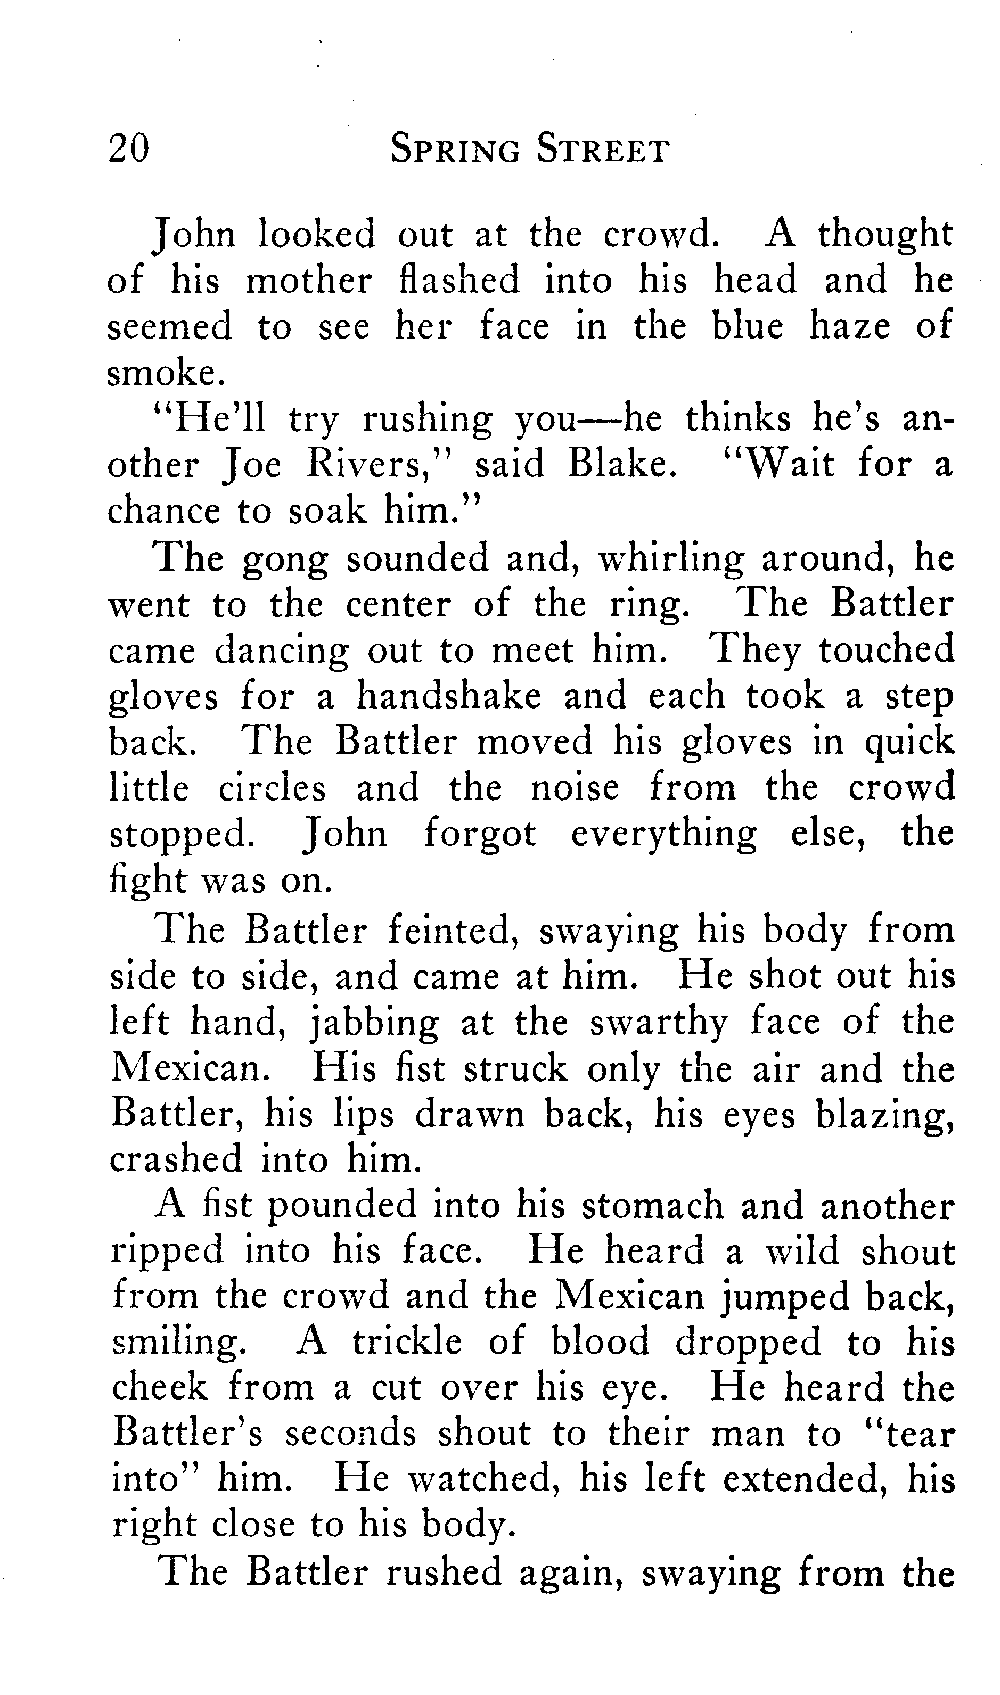 20 SPRING STREET
John looked out at the crowd. A thought
of his mother flashed into his head and he
seemed to see her face in the blue haze of
smoke.
"He'll try rushing you—he thinks he's an-
other Joe Rivers," said Blake. "Wait for a
chance to soak him."
The gong sounded and, whirling around, he
went to the center of the ring. The Battler
came dancing out to meet him. They touched
gloves for a handshake and each took a step
back. The Battler moved his gloves in quick
little circles and the noise from the crowd
stopped. John forgot everything else, the
fight was on.
The Battler feinted, swaying his body from
side to side, and came at him. He shot out his
left hand, jabbing at the swarthy face of the
Mexican. His fist struck only the air and the
Battler, his lips drawn back, his eyes blazing,
crashed into him.
A fist pounded into his stomach and another
ripped into his face. He heard a wild shout
from the crowd and the Mexican jumped back,
smiling. A trickle of blood dropped to his
cheek from a cut over his eye. He heard the
Battler's seconds shout to their man to "tear
into" him. He watched, his left extended, his
right close to his body.
The Battler rushed again, swaying from the